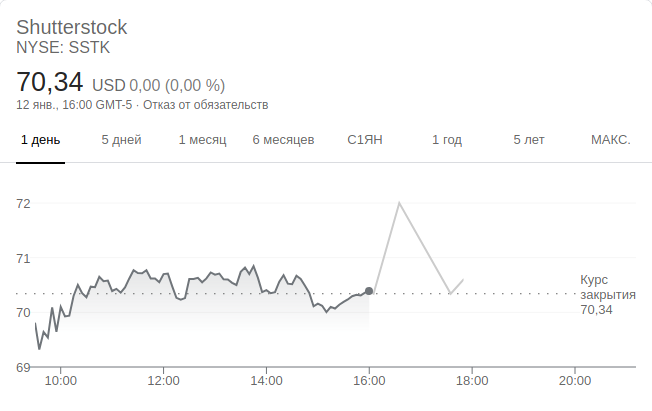 Shutterstock
NYSE: SSTK
70,34 USD 0,00 (0,00 %)
12 янв., 16:00 GMT-5 · Отказ от обязательств
1 день 5 дней 1 месяц 6 месяцев С1ЯН 1 год 5 лет МАКС.
72
71
70
69
Курс
закрытия
70,34
10:00 12:00 14:00 16:00 18:00 20:00